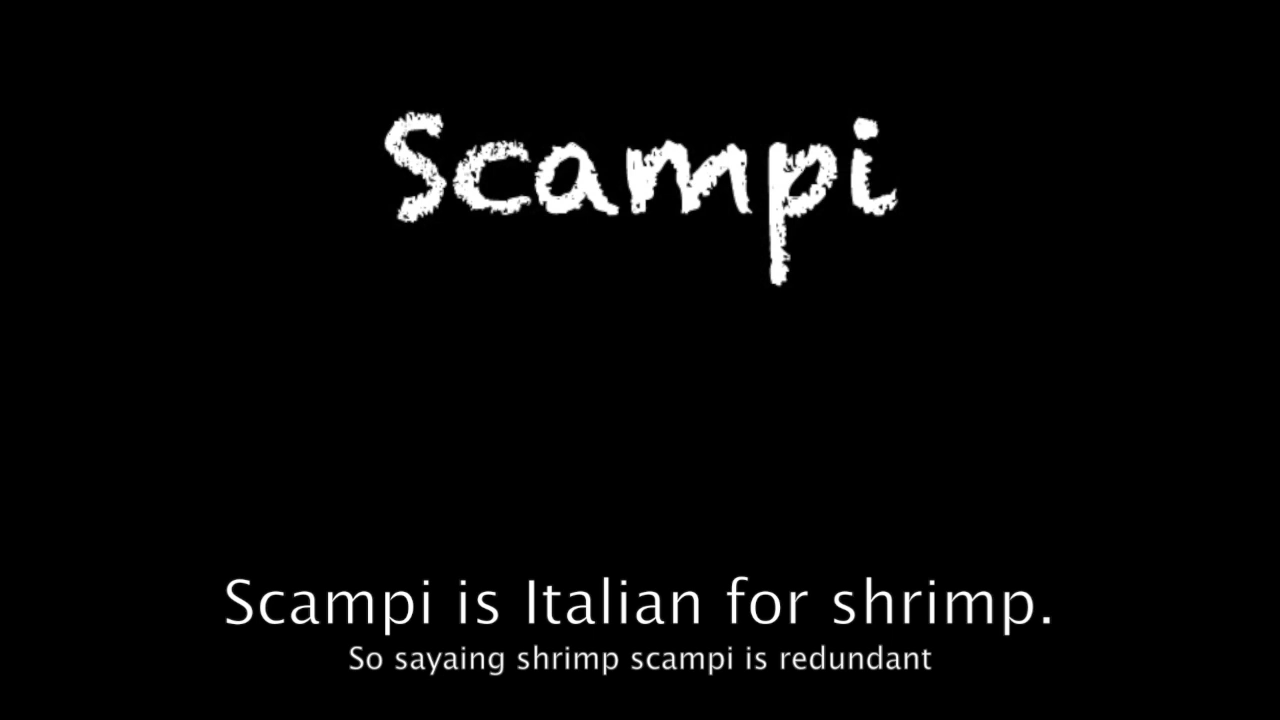 Scampi
Scampi is Italian for shrimp.
So sayaing shrimp scampi is redundant